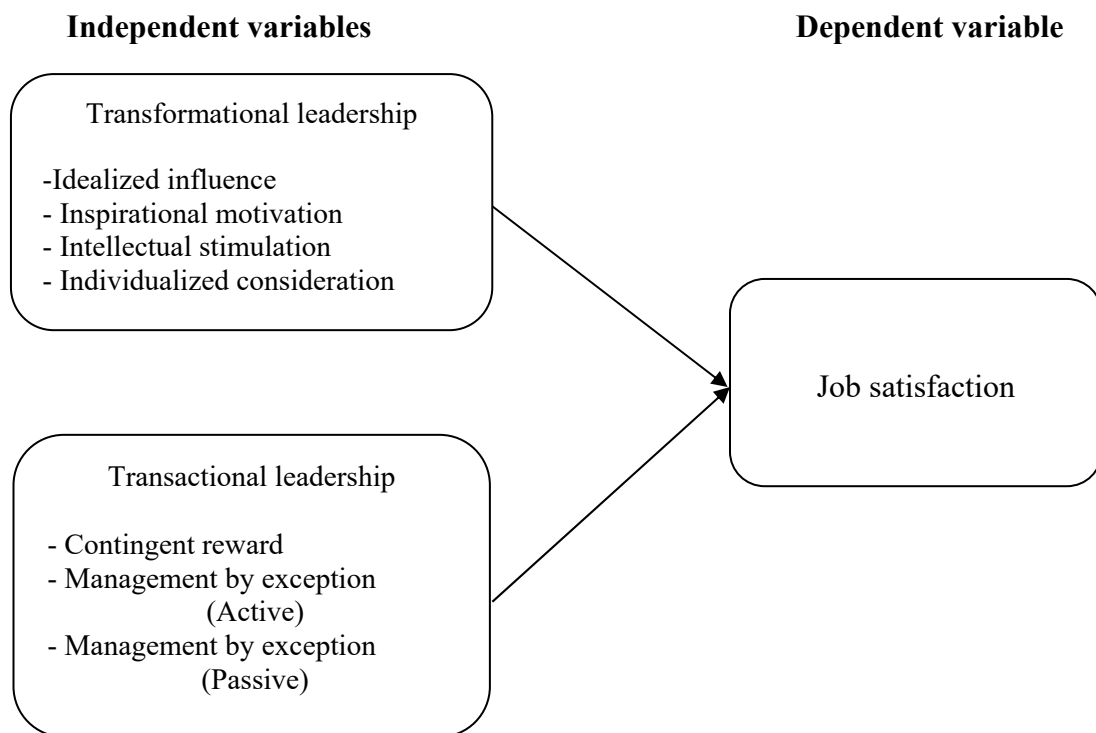 Independent variables
Dependent variable
Transformational leadership
-Idealized influence
- Inspirational motivation
- Intellectual stimulation
- Individualized consideration
Job satisfaction
Transactional leadership
- Contingent reward
- Management by exception
(Active)
- Management by exception
(Passive)